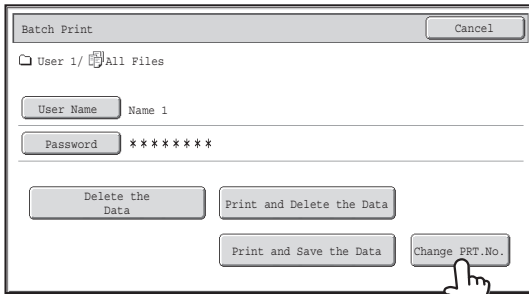 Batch Print
Cancel
User 1/ All Files
User Name Name 1
Password ********
Delete the
Data
Print and Delete the Data
Print and Save the Data
Change PRT.No.